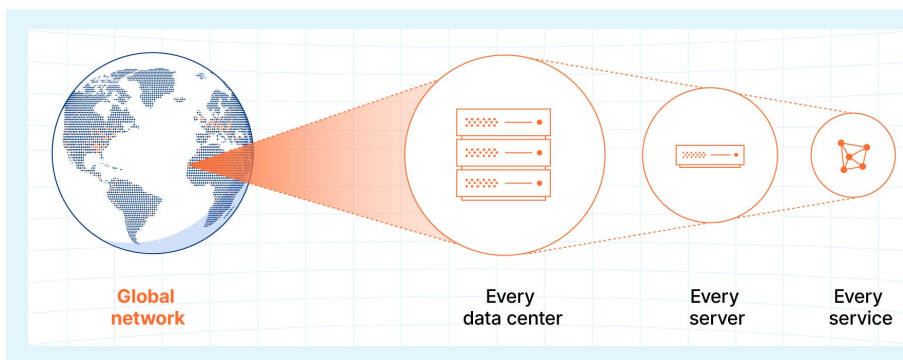 Global
network
Every
data center
Every
server
Every
service